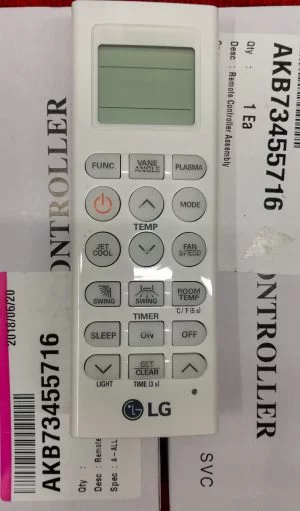 Qty : 1 Ea
Desc : Remote Controller Assembly
AKB73455716
SVC
CONTROLLER
ONTROLLER
2018/06/20
AKB73455716
Qty :
Desc : Remote
Spec : A-ALL
FUNC
VANE ANGLE
PLASMA
MODE
TEMP
JET COOL
FAN SPEED
SWING
SWING
ROOM TEMP
°C/°F (5 s)
TIMER
SLEEP
ON
OFF
SET CLEAR
LIGHT
TIME (3 s)
LG